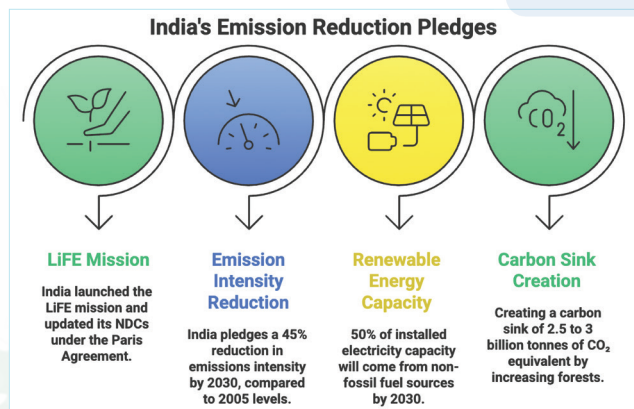 India's Emission Reduction Pledges
CO₂
LiFE Mission
India launched the
LiFE mission and
updated its NDCs
under the Paris
Agreement.
Emission
Intensity
Reduction
India pledges a 45%
reduction in
emissions intensity
by 2030, compared
to 2005 levels.
Renewable
Energy
Capacity
50% of installed
electricity capacity
will come from non-
fossil fuel sources
by 2030.
Carbon Sink
Creation
Creating a carbon
sink of 2.5 to 3
billion tonnes of CO₂
equivalent by
increasing forests.